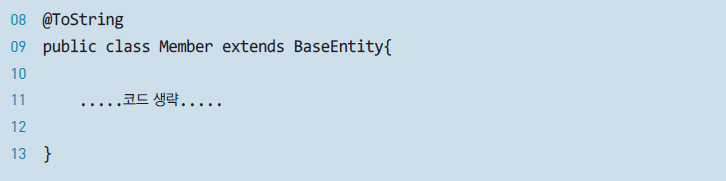 08 @ToString
09 public class Member extends BaseEntity{
10
11 .....코드 생략.....
12
13 }